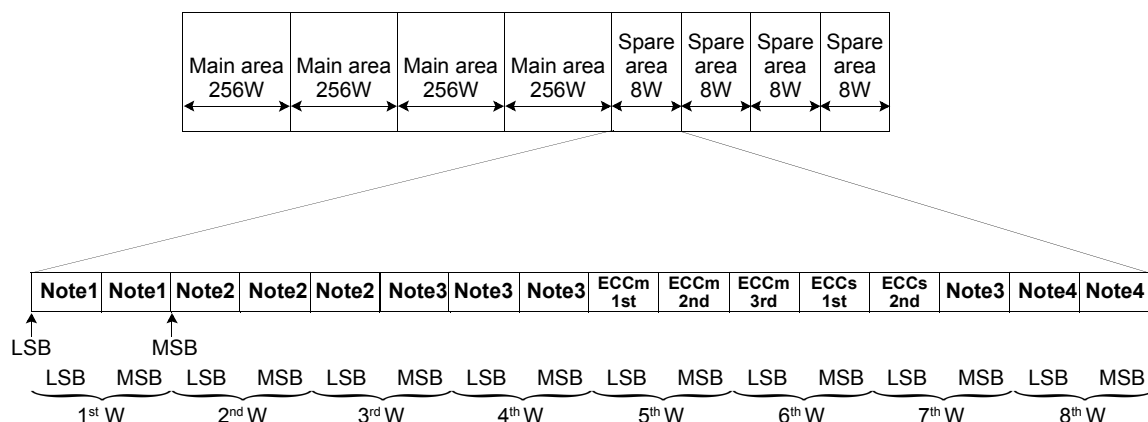 Main area 256W Main area 256W Main area 256W Main area 256W Spare area 8W Spare area 8W Spare area 8W Spare area 8W
Note1 Note1 Note2 Note2 Note2 Note3 Note3 Note3 ECCm 1st ECCm 2nd ECCm 3rd ECCs 1st ECCs 2nd Note3 Note4 Note4
LSB MSB
LSB MSB LSB MSB LSB MSB LSB MSB LSB MSB LSB MSB LSB MSB LSB MSB
1st W 2nd W 3rd W 4th W 5th W 6th W 7th W 8th W